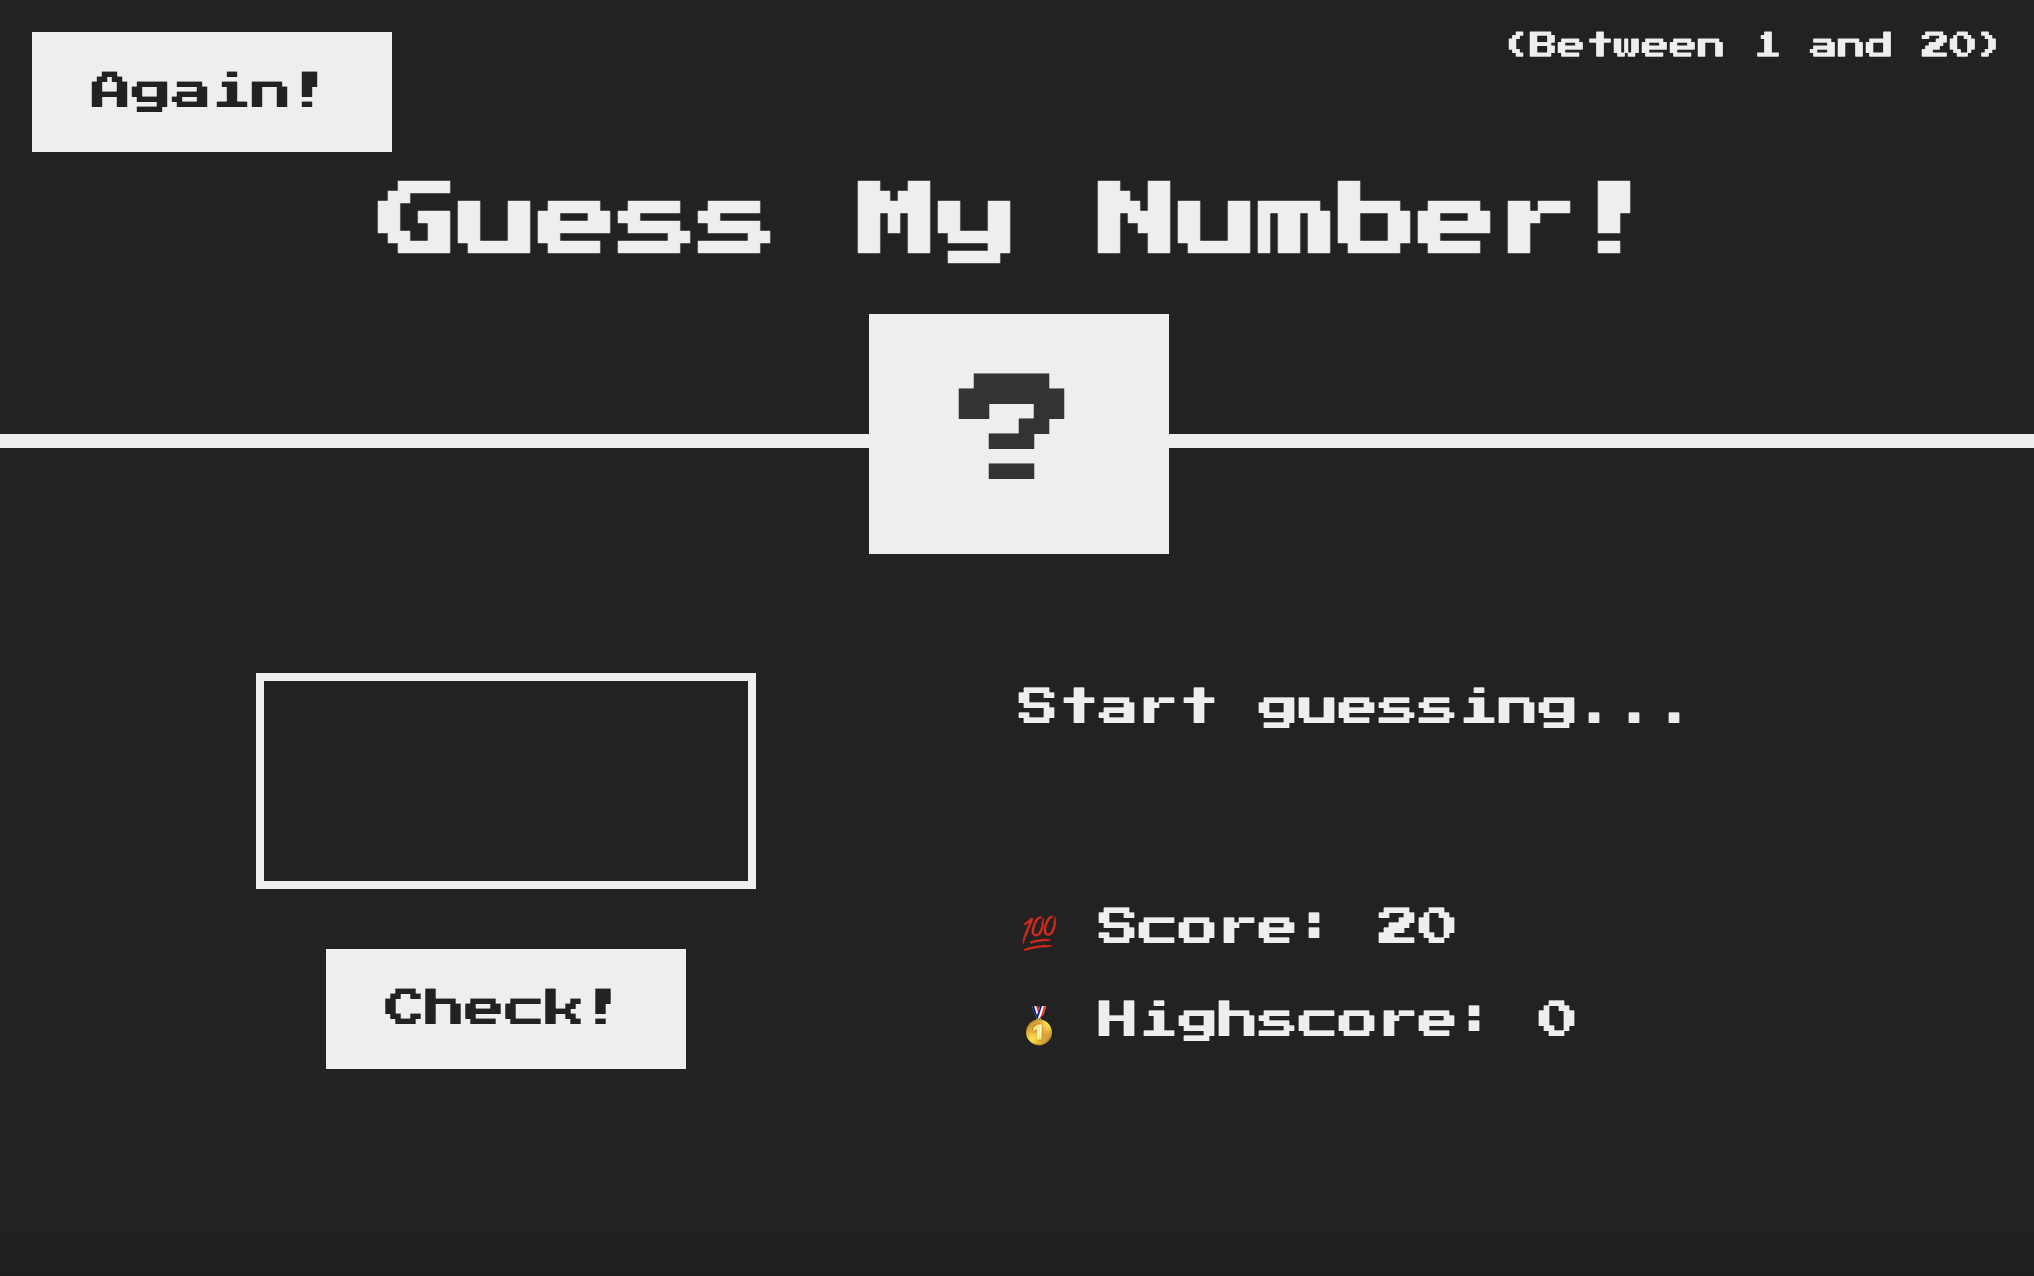 Again!
(Between 1 and 20)
Guess My Number!
?
Start guessing...
Check!
💯 Score: 20
🥇 Highscore: 0